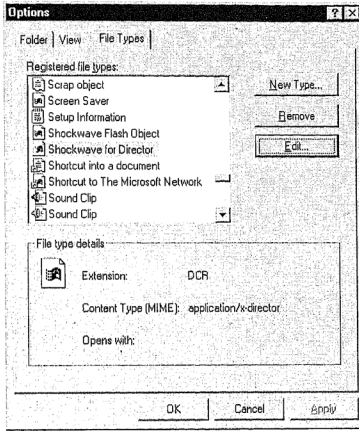 Options
Folder View File Types
Registered file types:
Scrap object
Screen Saver
Setup Information
Shockwave Flash Object
Shockwave for Director
Shortcut into a document
Shortcut to The Microsoft Network
Sound Clip
Sound Clip
New Type...
Remove
Edit...
File type details
Extension: DCR
Content Type (MIME): application/x-director
Opens with:
OK Cancel Apply